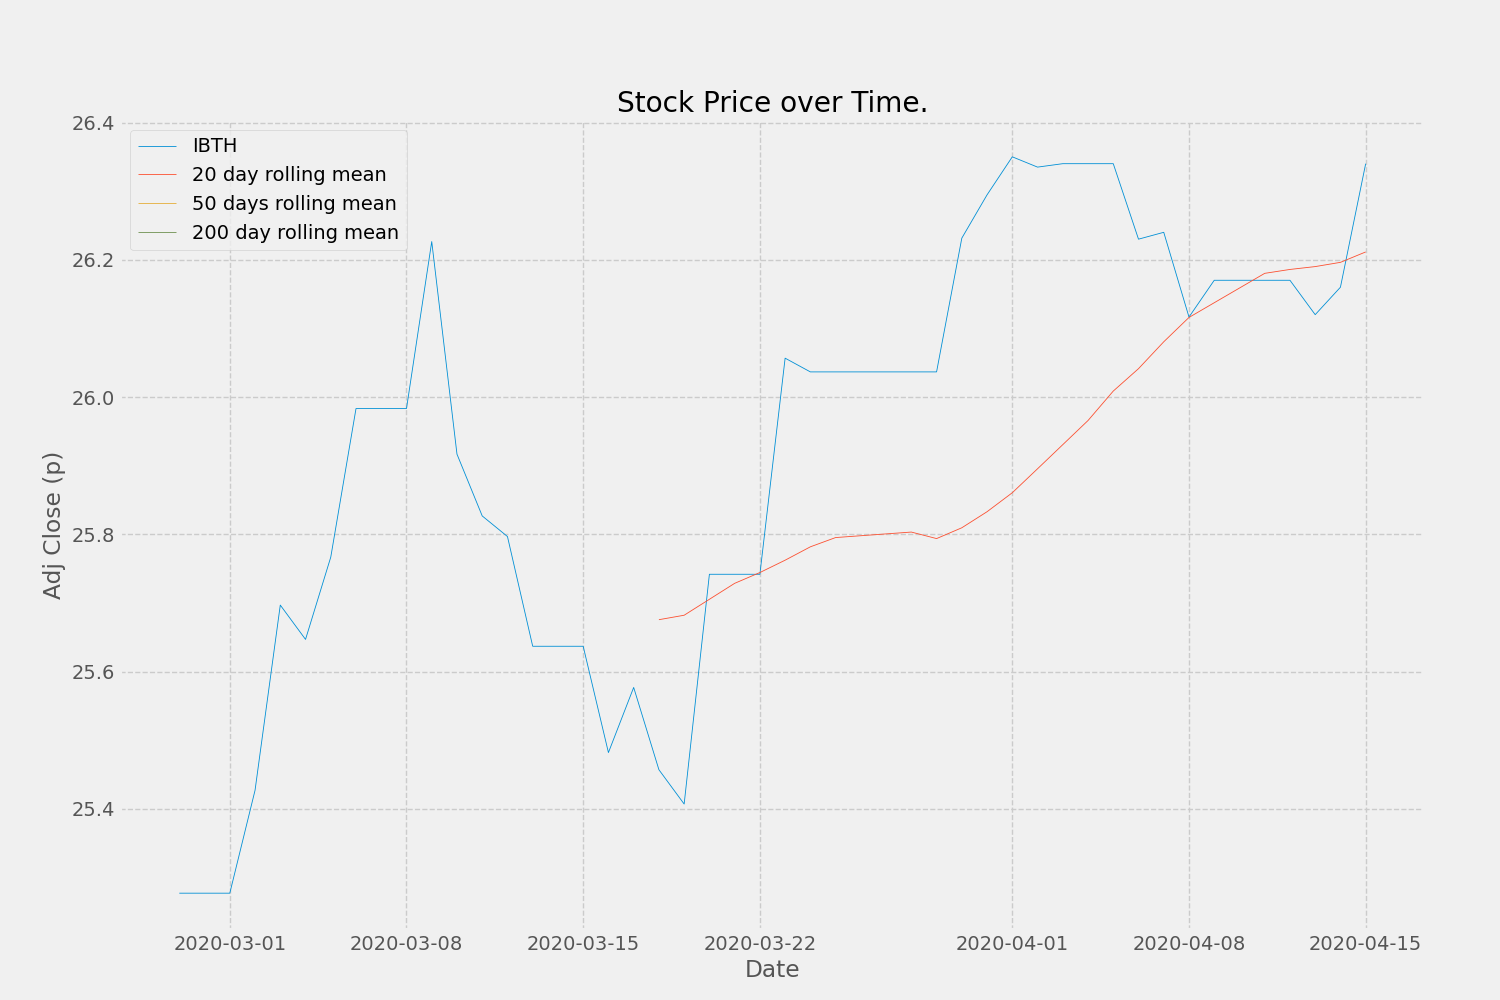 Stock Price over Time.
26.4
26.2
26.0
25.8
25.6
25.4
Adj Close (p)
IBTH
20 day rolling mean
50 days rolling mean
200 day rolling mean
2020-03-01 2020-03-08 2020-03-15 2020-03-22 2020-04-01 2020-04-08 2020-04-15
Date